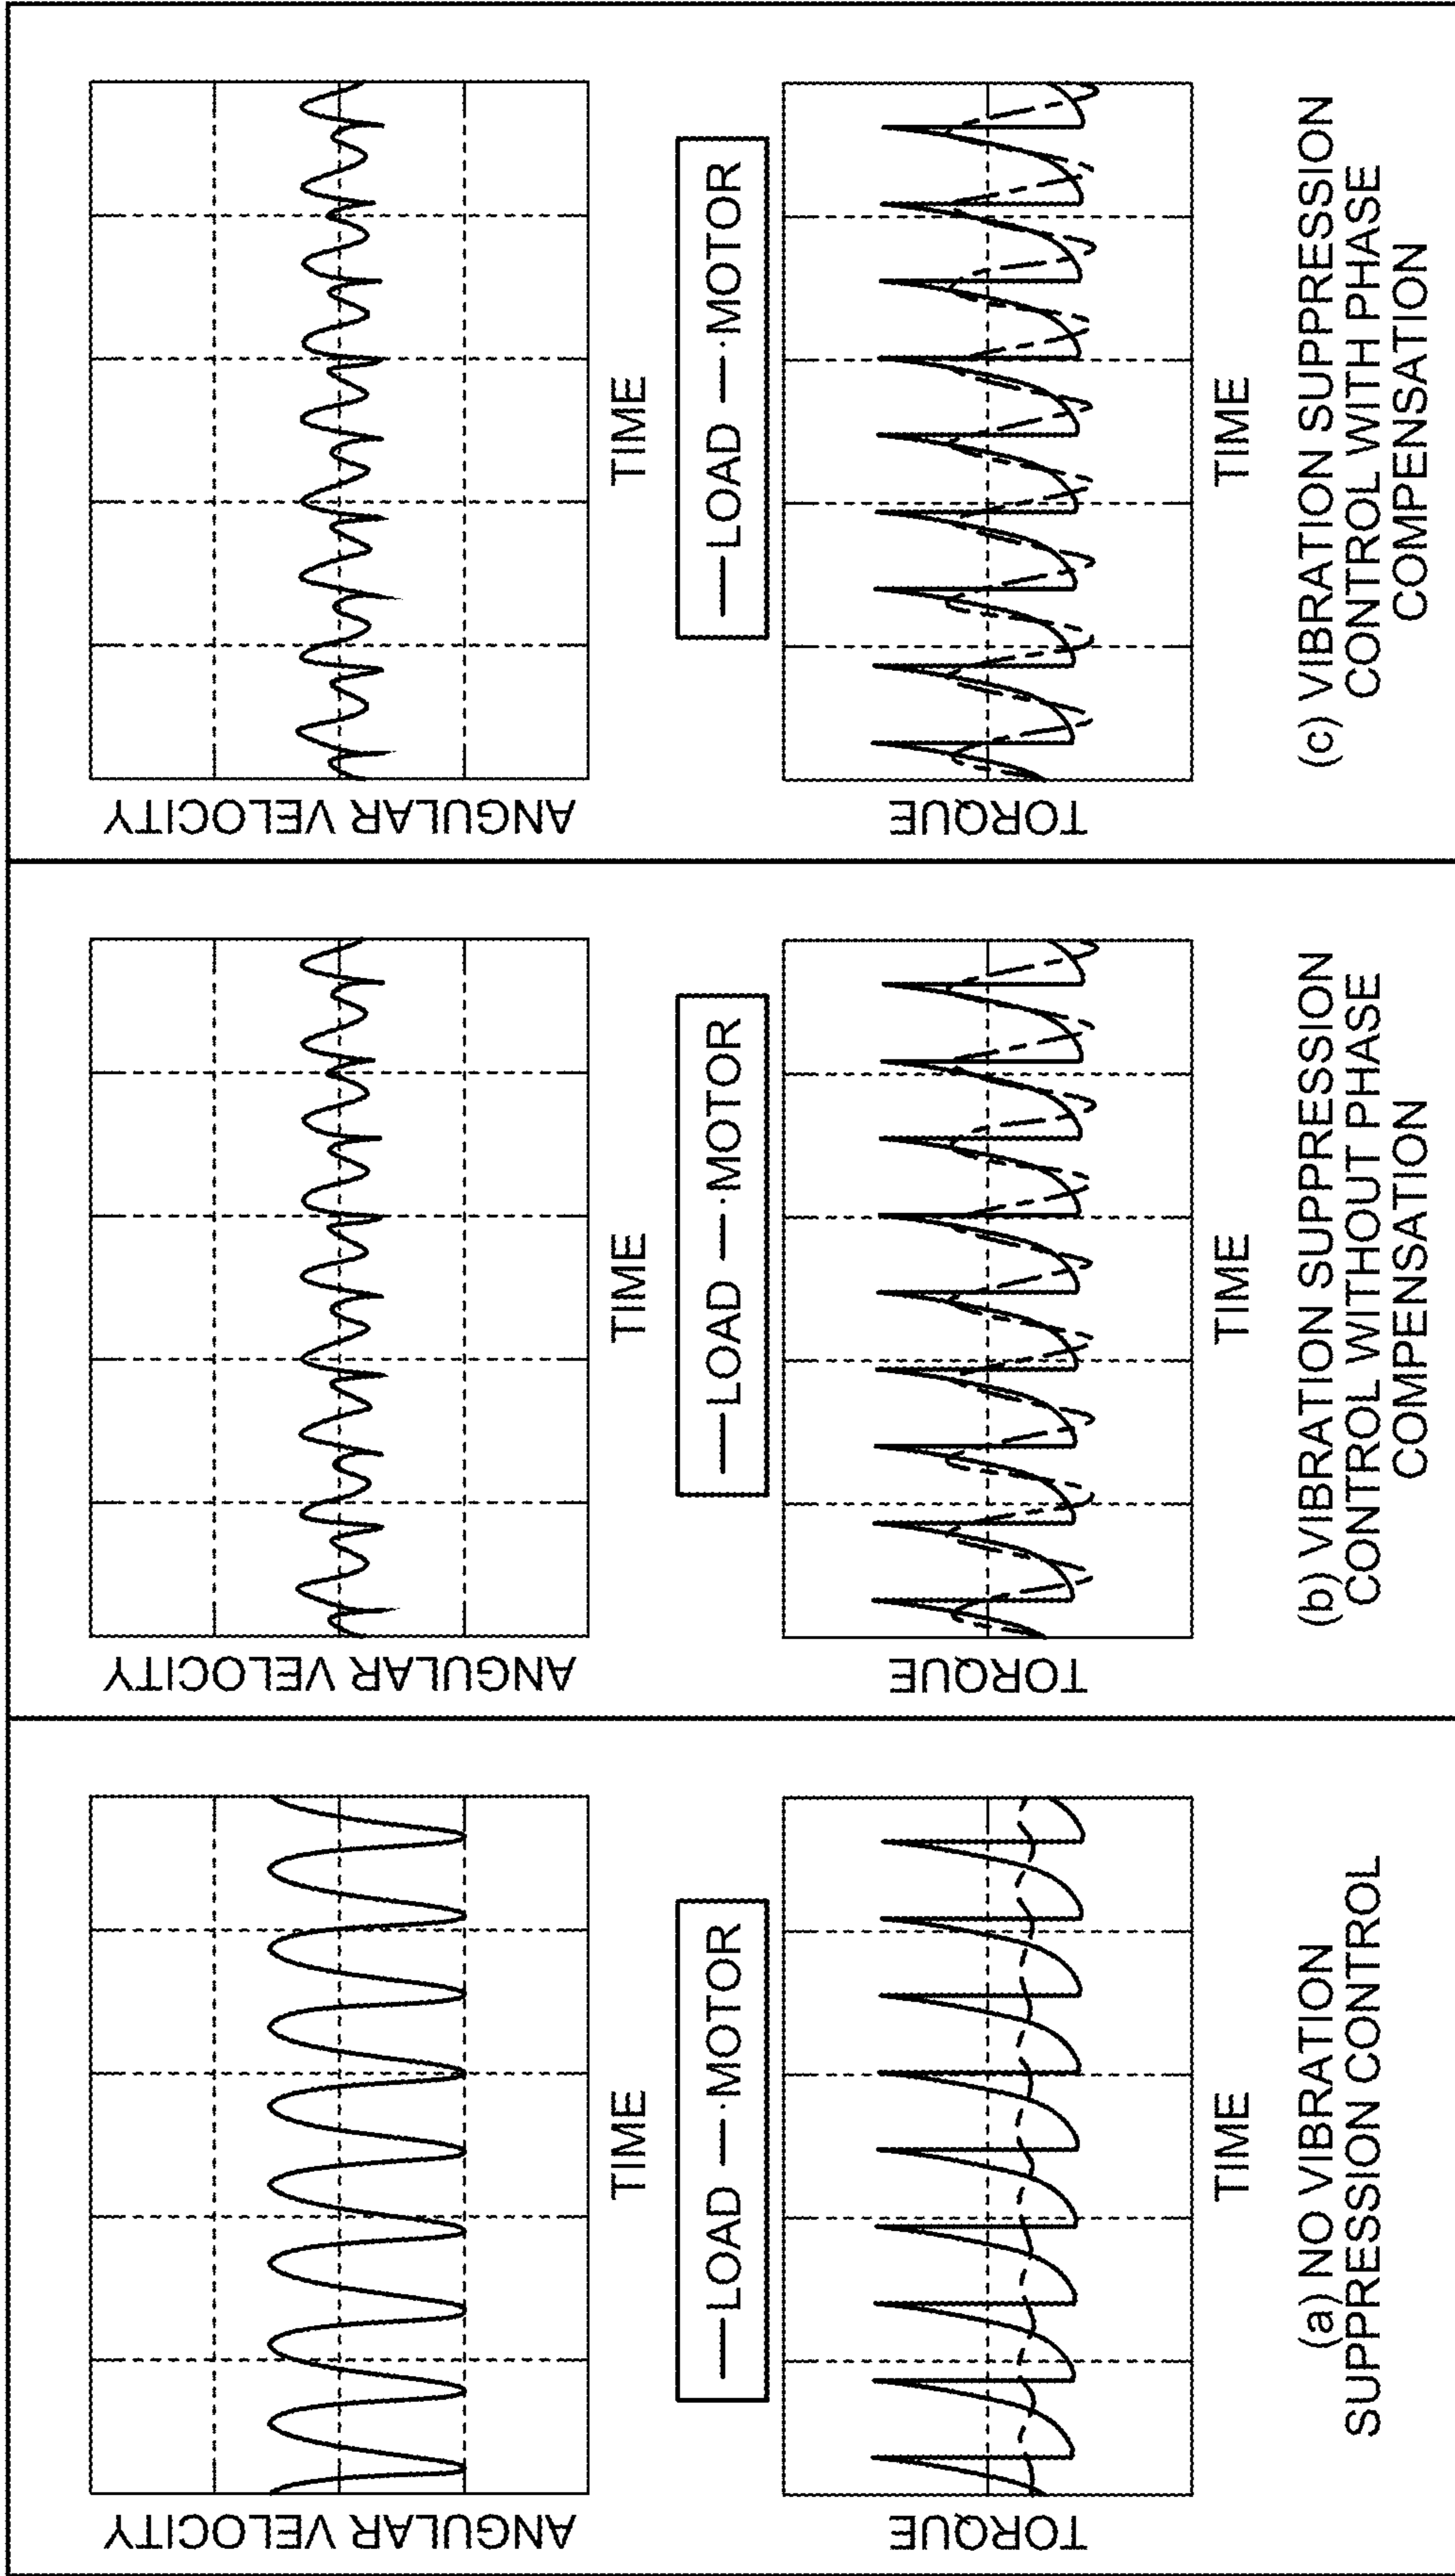 ANGULAR VELOCITY
TIME
LOAD MOTOR
TORQUE
TIME
(a) NO VIBRATION
SUPPRESSION CONTROL
ANGULAR VELOCITY
TIME
LOAD MOTOR
TORQUE
TIME
(b) VIBRATION SUPPRESSION
CONTROL WITHOUT PHASE
COMPENSATION
ANGULAR VELOCITY
TIME
LOAD MOTOR
TORQUE
TIME
(c) VIBRATION SUPPRESSION
CONTROL WITH PHASE
COMPENSATION